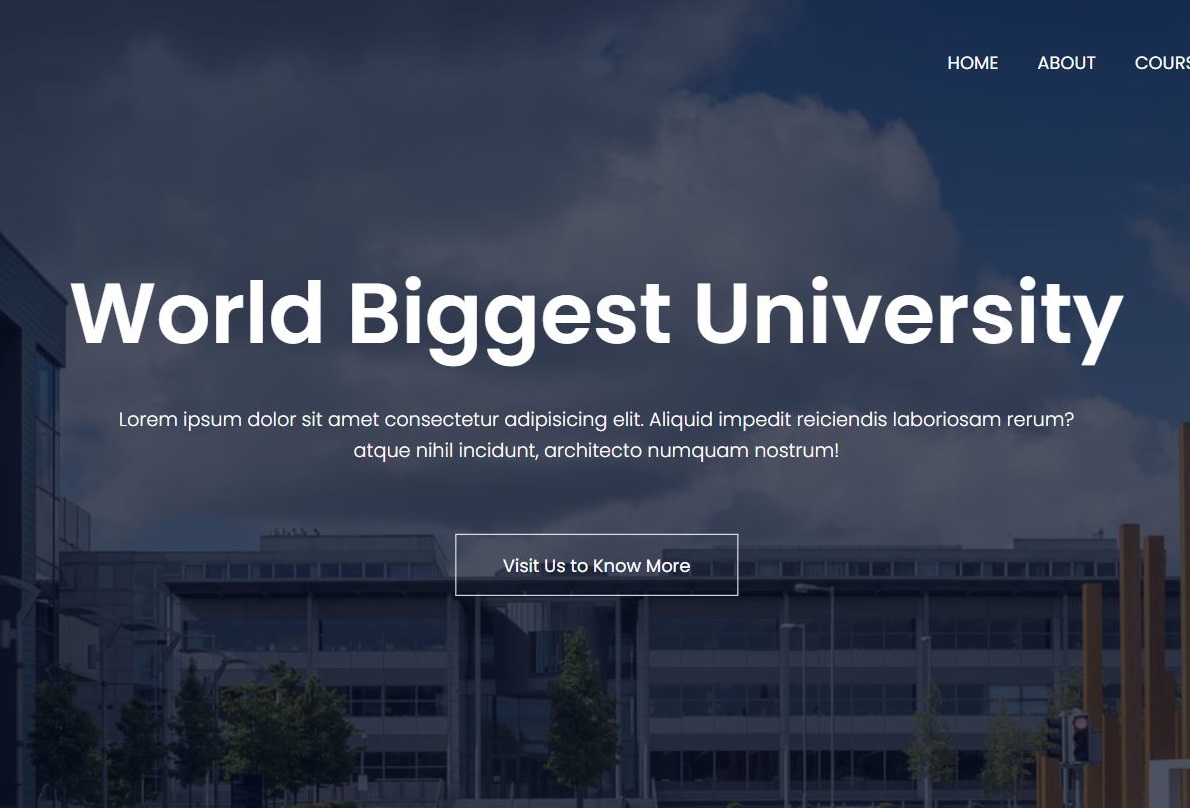 HOME ABOUT COURS
World Biggest University
Lorem ipsum dolor sit amet consectetur adipisicing elit. Aliquid impedit reiciendis laboriosam rerum?
atque nihil incidunt, architecto numquam nostrum!
Visit Us to Know More